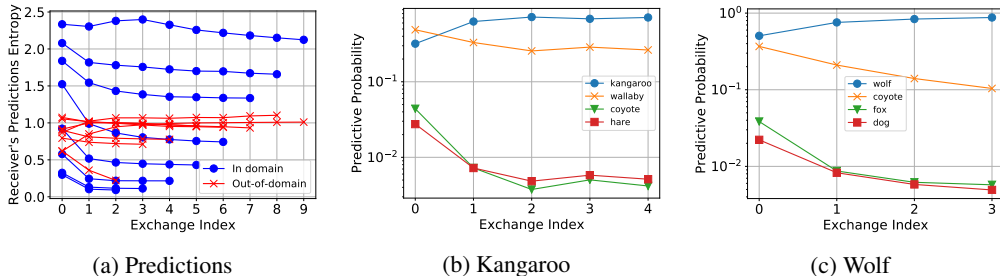 Receiver's Predictions Entropy
2.5
2.0
1.5
1.0
0.5
0.0
In domain
Out-of-domain
0 1 2 3 4 5 6 7 8 9
Exchange Index
(a) Predictions
Predictive Probability
10⁻¹
10⁻²
kangaroo
wallaby
coyote
hare
0 1 2 3 4
Exchange Index
(b) Kangaroo
Predictive Probability
10⁰
10⁻¹
10⁻²
wolf
coyote
fox
dog
0 1 2 3
Exchange Index
(c) Wolf